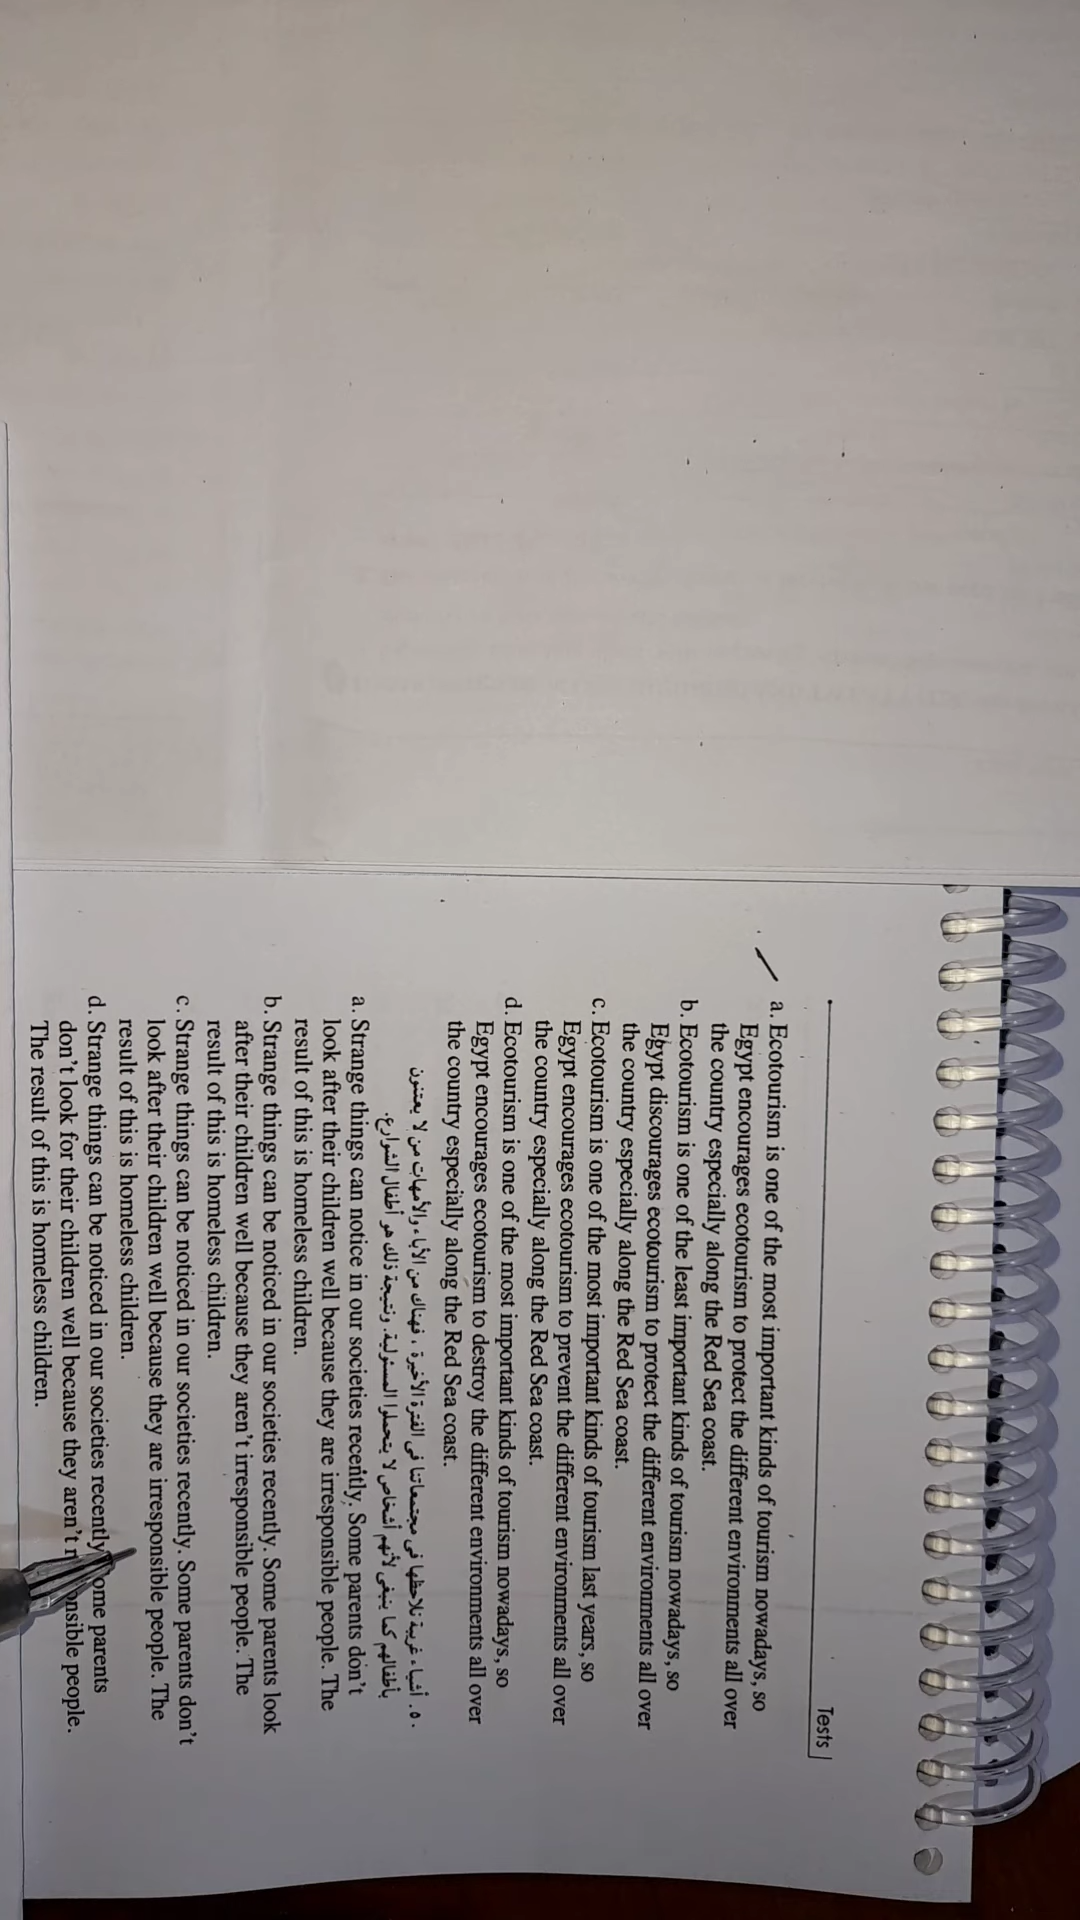 Tests
a. Ecotourism is one of the most important kinds of tourism nowadays, so
Egypt encourages ecotourism to protect the different environments all over
the country especially along the Red Sea coast.
b. Ecotourism is one of the least important kinds of tourism nowadays, so
Egypt discourages ecotourism to protect the different environments all over
the country especially along the Red Sea coast.
c. Ecotourism is one of the most important kinds of tourism last years, so
Egypt encourages ecotourism to prevent the different environments all over
the country especially along the Red Sea coast.
d. Ecotourism is one of the most important kinds of tourism nowadays, so
Egypt encourages ecotourism to destroy the different environments all over
the country especially along the Red Sea coast.
٥٠. أشياء غريبة نلاحظها فى مجتمعاتنا فى الفترة الأخيرة ، فهناك من الأباء والأمهات من لا يعتنون
بأطفالهم كما ينبغى لأنهم أشخاص لا يتحملوا المسئولية. ونتيجة ذلك هو أطفال الشوارع.
a. Strange things can notice in our societies recently. Some parents don't
look after their children well because they are irresponsible people. The
result of this is homeless children.
b. Strange things can be noticed in our societies recently. Some parents look
after their children well because they aren't irresponsible people. The
result of this is homeless children.
c. Strange things can be noticed in our societies recently. Some parents don't
look after their children well because they are irresponsible people. The
result of this is homeless children.
d. Strange things can be noticed in our societies recently ome parents
don't look for their children well because they aren't r onsible people.
The result of this is homeless children.